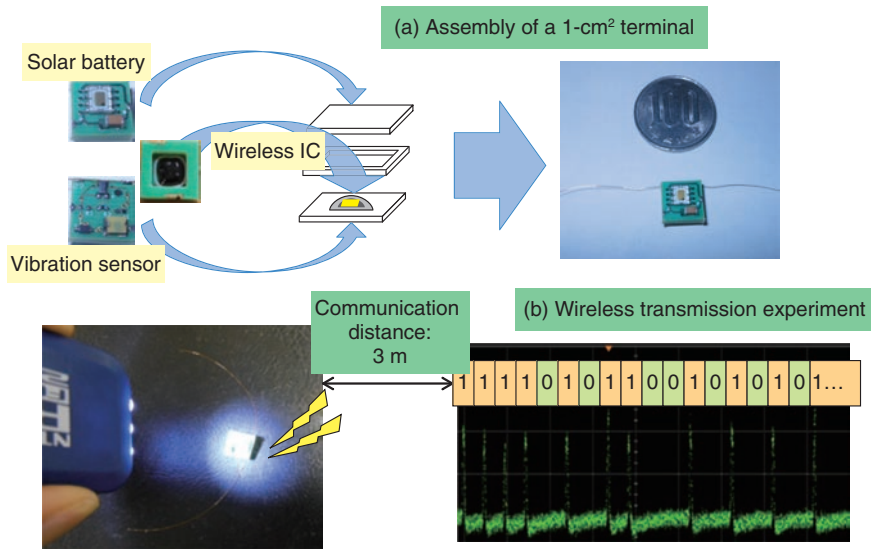 (a) Assembly of a 1-cm² terminal
Solar battery
Wireless IC
Vibration sensor
100
Communication
distance:
3 m
(b) Wireless transmission experiment
1 1 1 1 0 1 0 1 1 0 0 1 0 1 0 1 0 1...